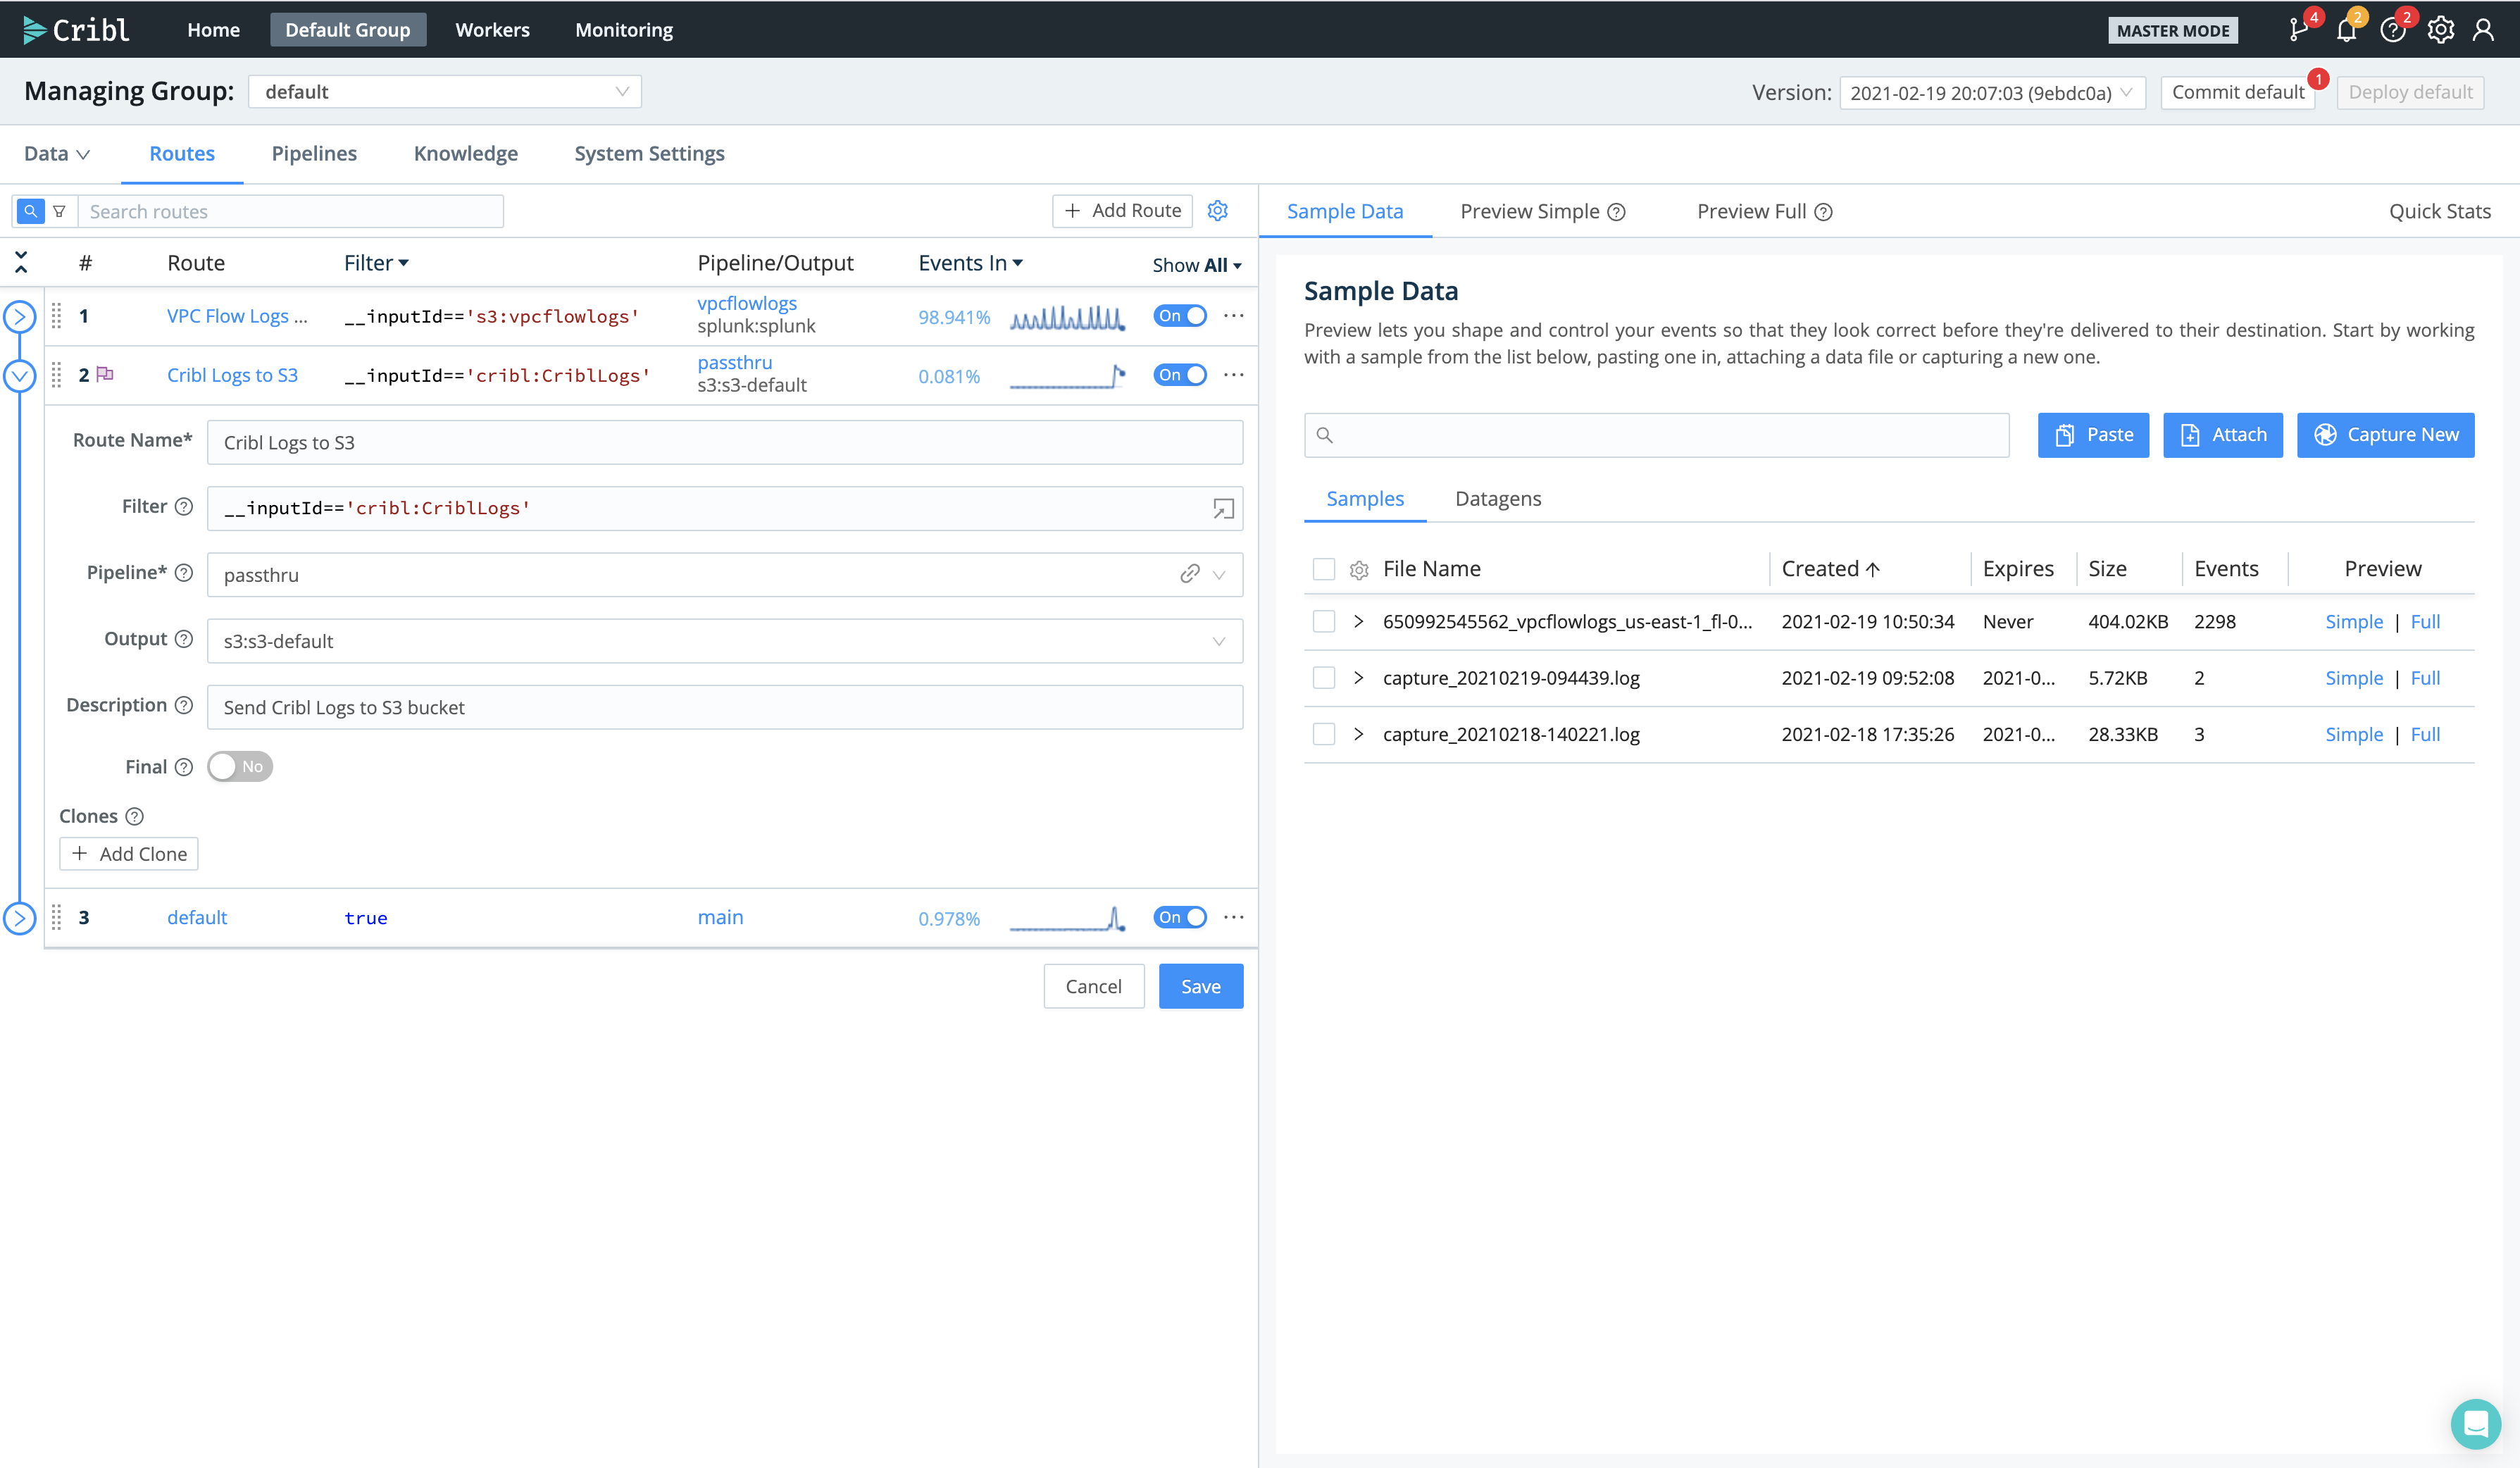 Cribl Home Default Group Workers Monitoring MASTER MODE 4 2 2
Managing Group: default Version: 2021-02-19 20:07:03 (9ebdc0a) Commit default 1 Deploy default
Data Routes Pipelines Knowledge System Settings
Search routes + Add Route Sample Data Preview Simple Preview Full Quick Stats
# Route Filter Pipeline/Output Events In Show All
1 VPC Flow Logs ... __inputId=='s3:vpcflowlogs' vpcflowlogs 98.941% On ...
splunk:splunk
2 Cribl Logs to S3 __inputId=='cribl:CriblLogs' passthru 0.081% On ...
s3:s3-default
Route Name* Cribl Logs to S3
Filter __inputId=='cribl:CriblLogs'
Pipeline* passthru
Output s3:s3-default
Description Send Cribl Logs to S3 bucket
Final No
Clones
+ Add Clone
3 default true main 0.978% On ...
Cancel Save
Sample Data
Preview lets you shape and control your events so that they look correct before they're delivered to their destination. Start by working
with a sample from the list below, pasting one in, attaching a data file or capturing a new one.
Paste Attach Capture New
Samples Datagens
File Name Created Expires Size Events Preview
650992545562_vpcflowlogs_us-east-1_fl-0... 2021-02-19 10:50:34 Never 404.02KB 2298 Simple | Full
capture_20210219-094439.log 2021-02-19 09:52:08 2021-0... 5.72KB 2 Simple | Full
capture_20210218-140221.log 2021-02-18 17:35:26 2021-0... 28.33KB 3 Simple | Full